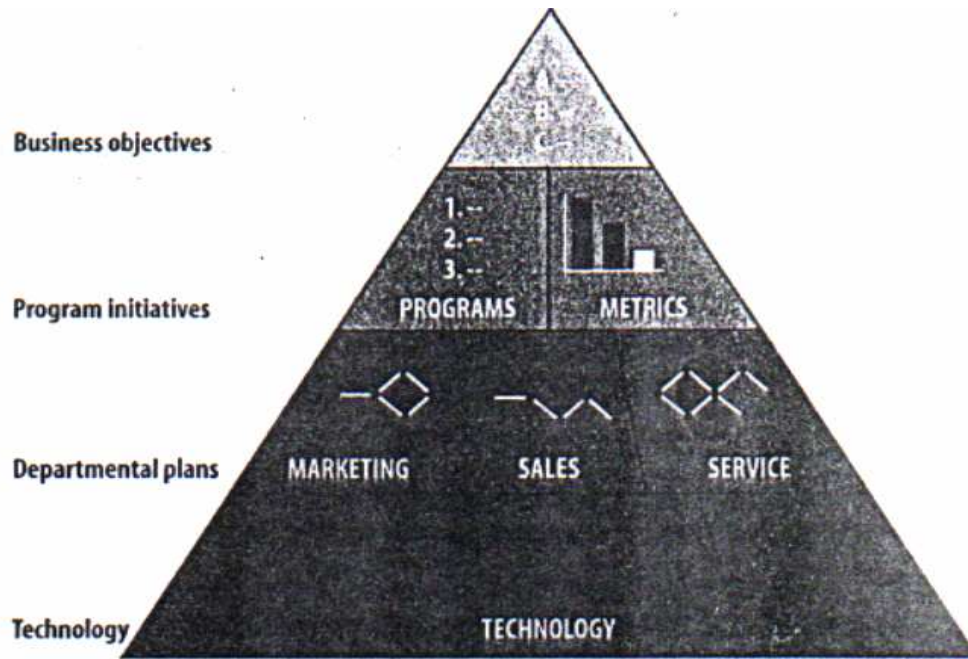 A
B
C
Business objectives
1.--
2.--
3.--
Program initiatives
PROGRAMS METRICS
Departmental plans MARKETING SALES SERVICE
Technology TECHNOLOGY